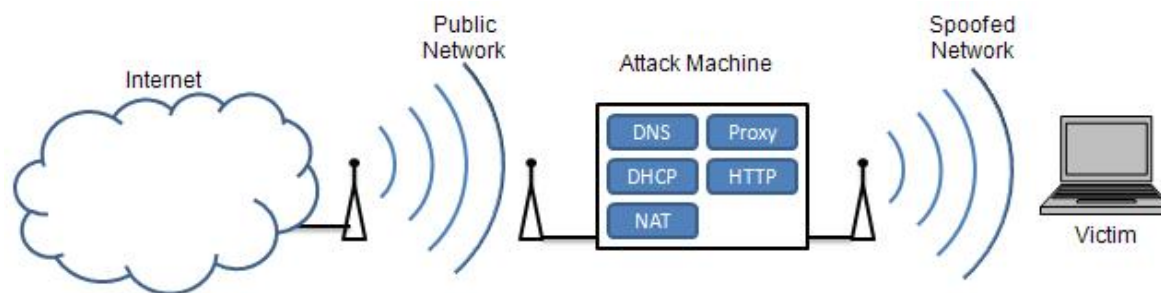 Internet
Public
Network
Attack Machine
DNS
Proxy
DHCP
HTTP
NAT
Spoofed
Network
Victim